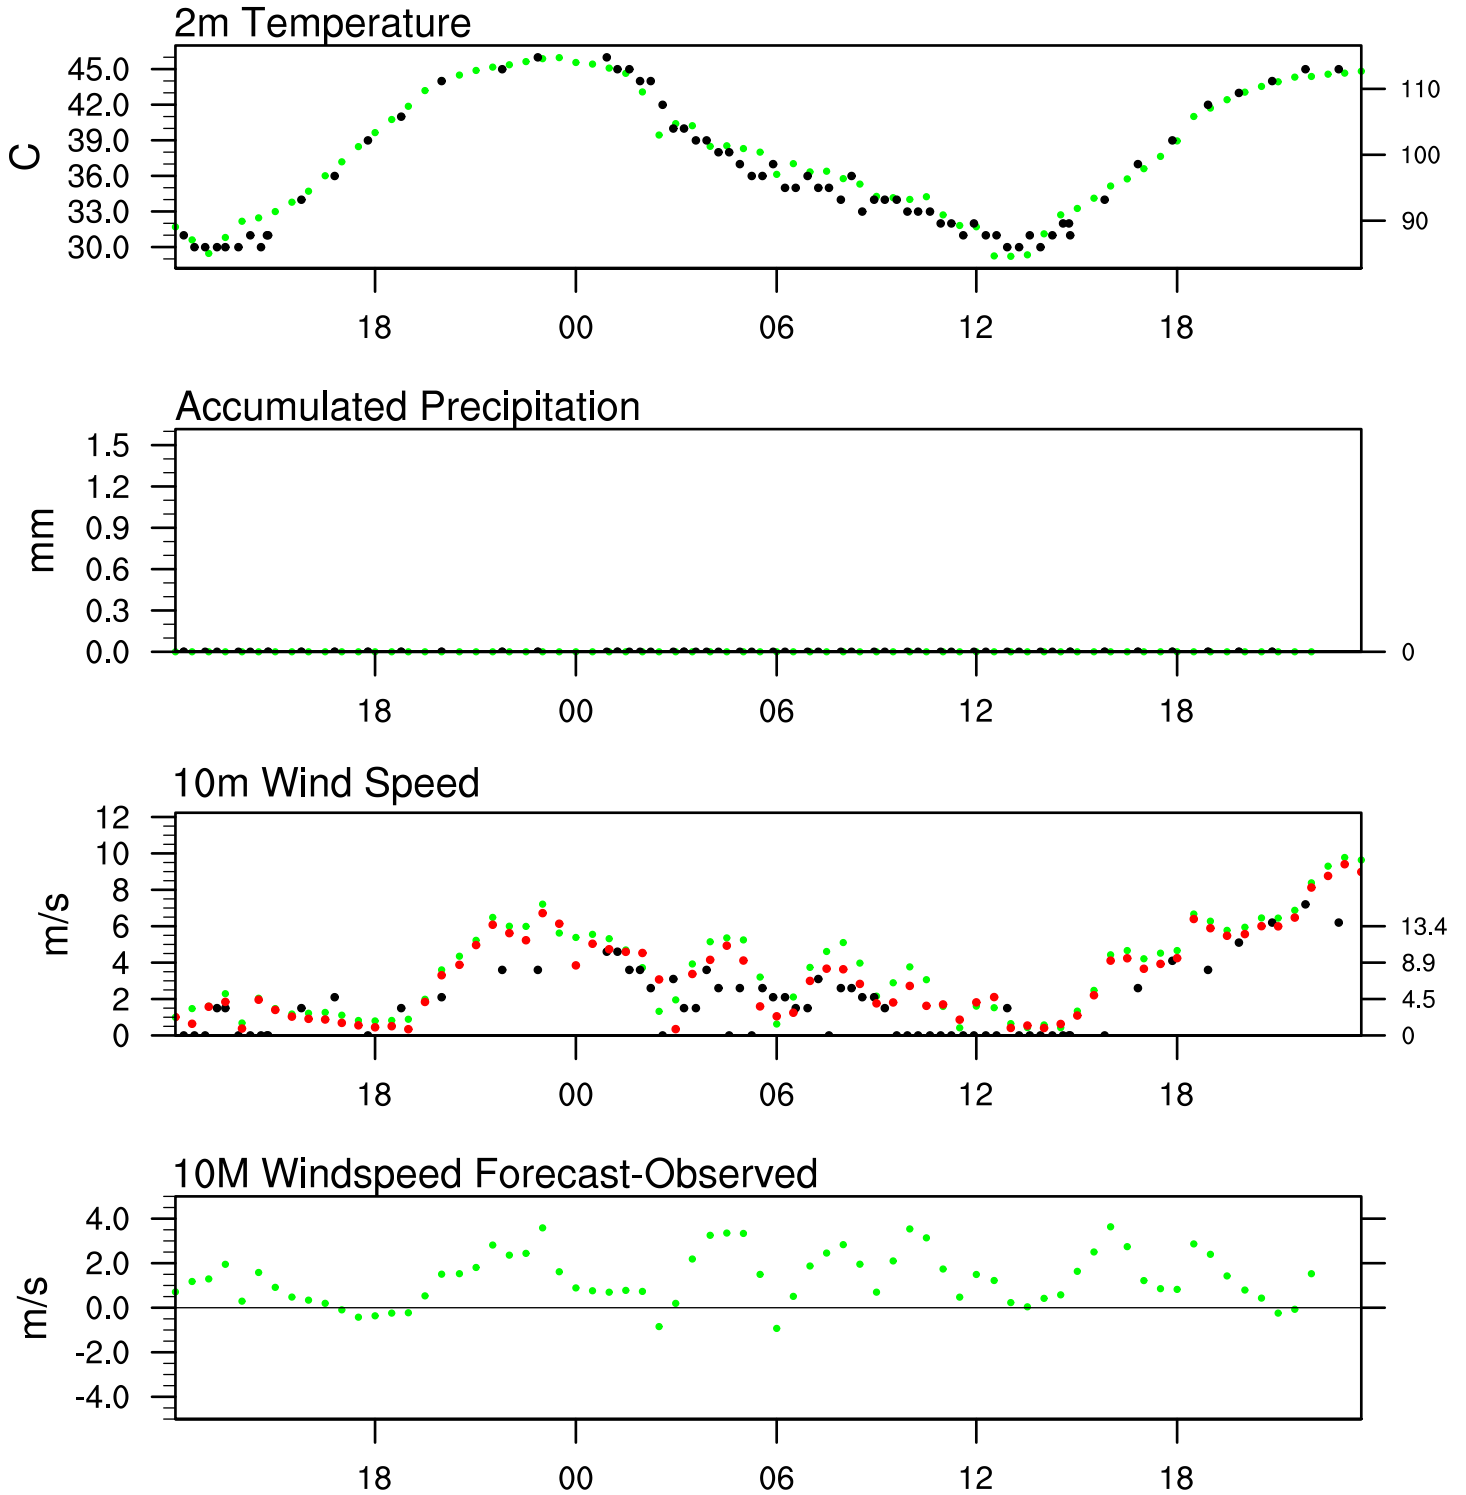 2m Temperature
45.0
42.0
39.0
36.0
33.0
30.0
C
110
100
90
18 00 06 12 18
Accumulated Precipitation
1.5
1.2
0.9
0.6
0.3
0.0
mm
0
18 00 06 12 18
10m Wind Speed
12
10
8
6
4
2
0
m/s
13.4
8.9
4.5
0
18 00 06 12 18
10M Windspeed Forecast-Observed
4.0
2.0
0.0
-2.0
-4.0
m/s
18 00 06 12 18